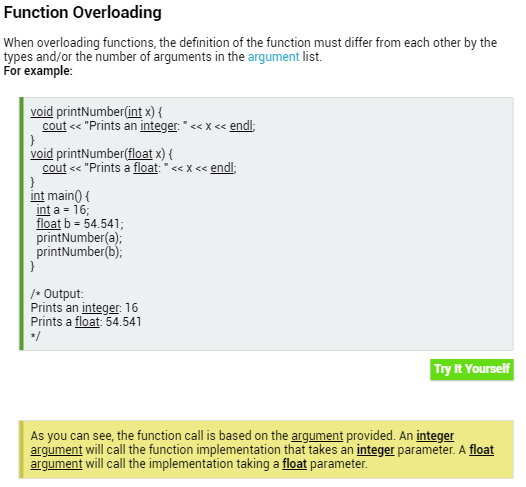 Function Overloading
When overloading functions, the definition of the function must differ from each other by the
types and/or the number of arguments in the argument list.
For example:
void printNumber(int x) {
cout << "Prints an integer: " << x << endl;
}
void printNumber(float x) {
cout << "Prints a float: " << x << endl;
}
int main() {
int a = 16;
float b = 54.541;
printNumber(a);
printNumber(b);
}
/* Output:
Prints an integer: 16
Prints a float: 54.541
*/
Try It Yourself
As you can see, the function call is based on the argument provided. An integer
argument will call the function implementation that takes an integer parameter. A float
argument will call the implementation taking a float parameter.